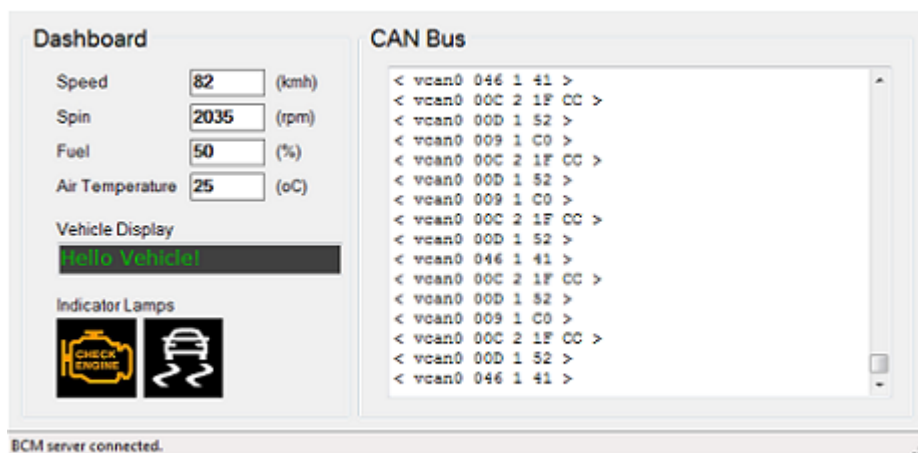 Dashboard
Speed 82 (kmh)
Spin 2035 (rpm)
Fuel 50 (%)
Air Temperature 25 (oC)
Vehicle Display
Hello Vehicle!
Indicator Lamps
CHECK
ENGINE
CAN Bus
< vcan0 046 1 41 >
< vcan0 00C 2 1F CC >
< vcan0 00D 1 52 >
< vcan0 009 1 C0 >
< vcan0 00C 2 1F CC >
< vcan0 00D 1 52 >
< vcan0 009 1 C0 >
< vcan0 00C 2 1F CC >
< vcan0 00D 1 52 >
< vcan0 046 1 41 >
< vcan0 00C 2 1F CC >
< vcan0 00D 1 52 >
< vcan0 009 1 C0 >
< vcan0 00C 2 1F CC >
< vcan0 00D 1 52 >
< vcan0 046 1 41 >
BCM server connected.